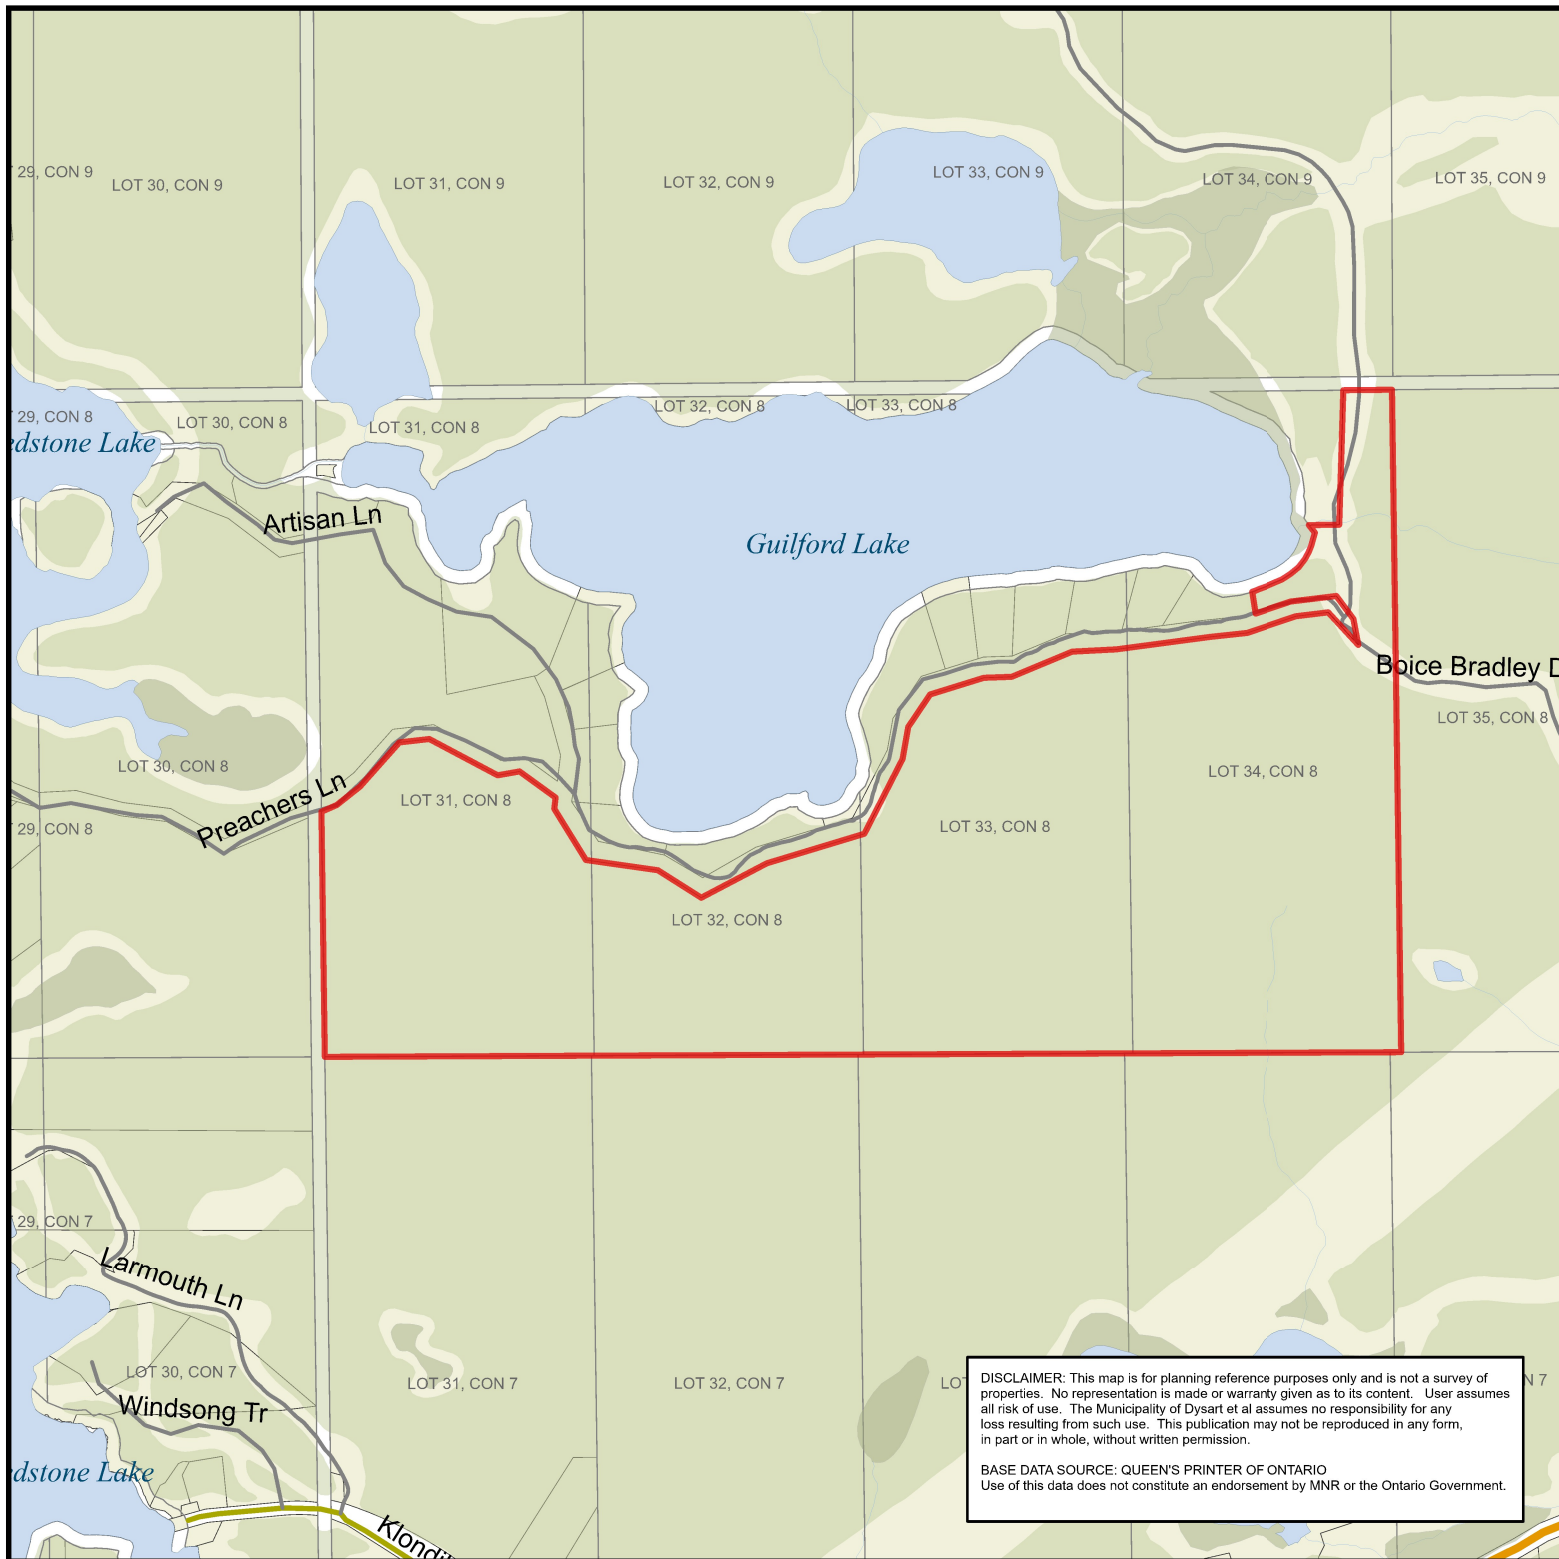 29, CON 9
LOT 30, CON 9
LOT 31, CON 9
LOT 32, CON 9
LOT 33, CON 9
LOT 34, CON 9
LOT 35, CON 9
29, CON 8
LOT 30, CON 8
LOT 31, CON 8
LOT 32, CON 8
LOT 33, CON 8
edstone Lake
Artisan Ln
Guilford Lake
Boice Bradley D
LOT 35, CON 8
LOT 30, CON 8
Preachers Ln
LOT 31, CON 8
LOT 34, CON 8
29, CON 8
LOT 33, CON 8
LOT 32, CON 8
29, CON 7
Larmouth Ln
LOT 30, CON 7
LOT 31, CON 7
LOT 32, CON 7
LOT
N 7
Windsong Tr
dstone Lake
Klondi
DISCLAIMER: This map is for planning reference purposes only and is not a survey of
properties. No representation is made or warranty given as to its content. User assumes
all risk of use. The Municipality of Dysart et al assumes no responsibility for any
loss resulting from such use. This publication may not be reproduced in any form,
in part or in whole, without written permission.
BASE DATA SOURCE: QUEEN'S PRINTER OF ONTARIO
Use of this data does not constitute an endorsement by MNR or the Ontario Government.